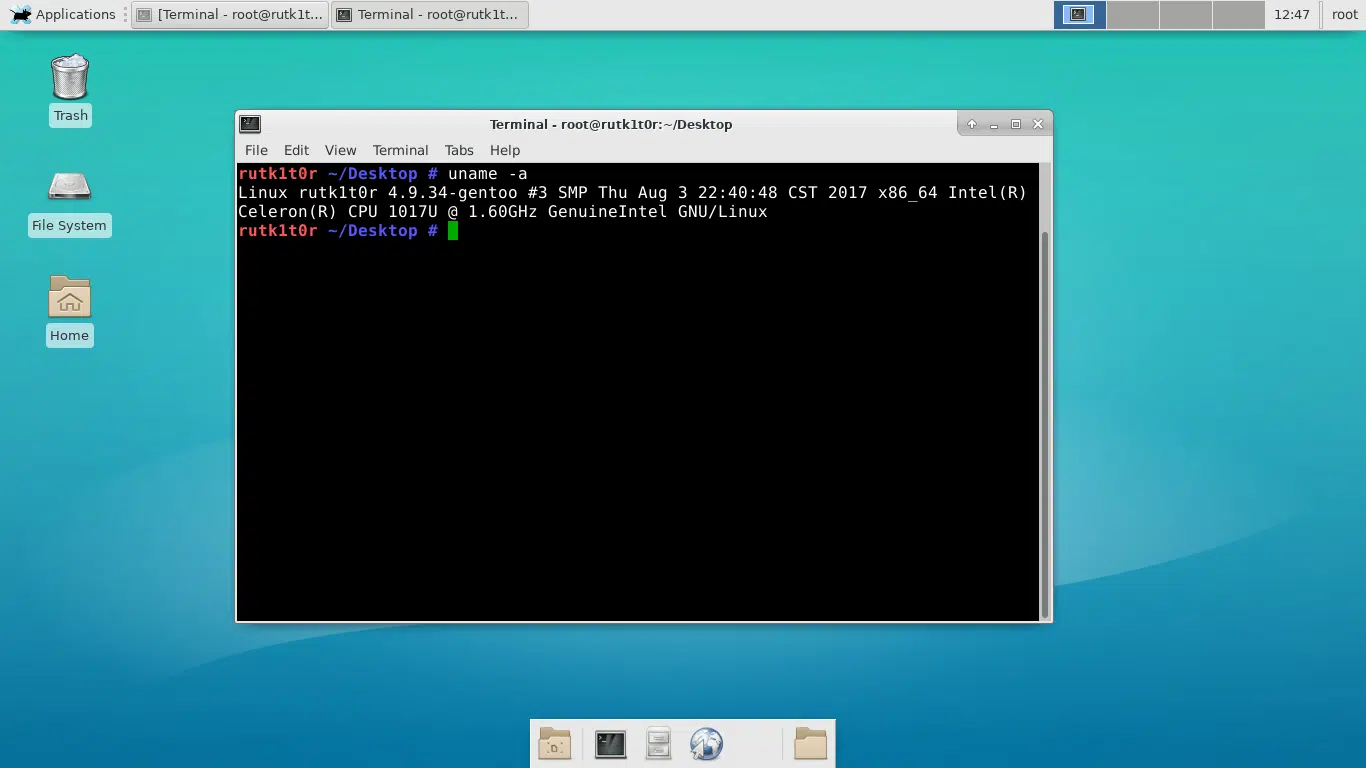 Applications
[Terminal - root@rutk1t...
Terminal - root@rutk1t...
12:47
root
Trash
File System
Home
Terminal - root@rutk1t0r:~/Desktop
File Edit View Terminal Tabs Help
rutk1t0r ~/Desktop # uname -a
Linux rutk1t0r 4.9.34-gentoo #3 SMP Thu Aug 3 22:40:48 CST 2017 x86_64 Intel(R)
Celeron(R) CPU 1017U @ 1.60GHz GenuineIntel GNU/Linux
rutk1t0r ~/Desktop #